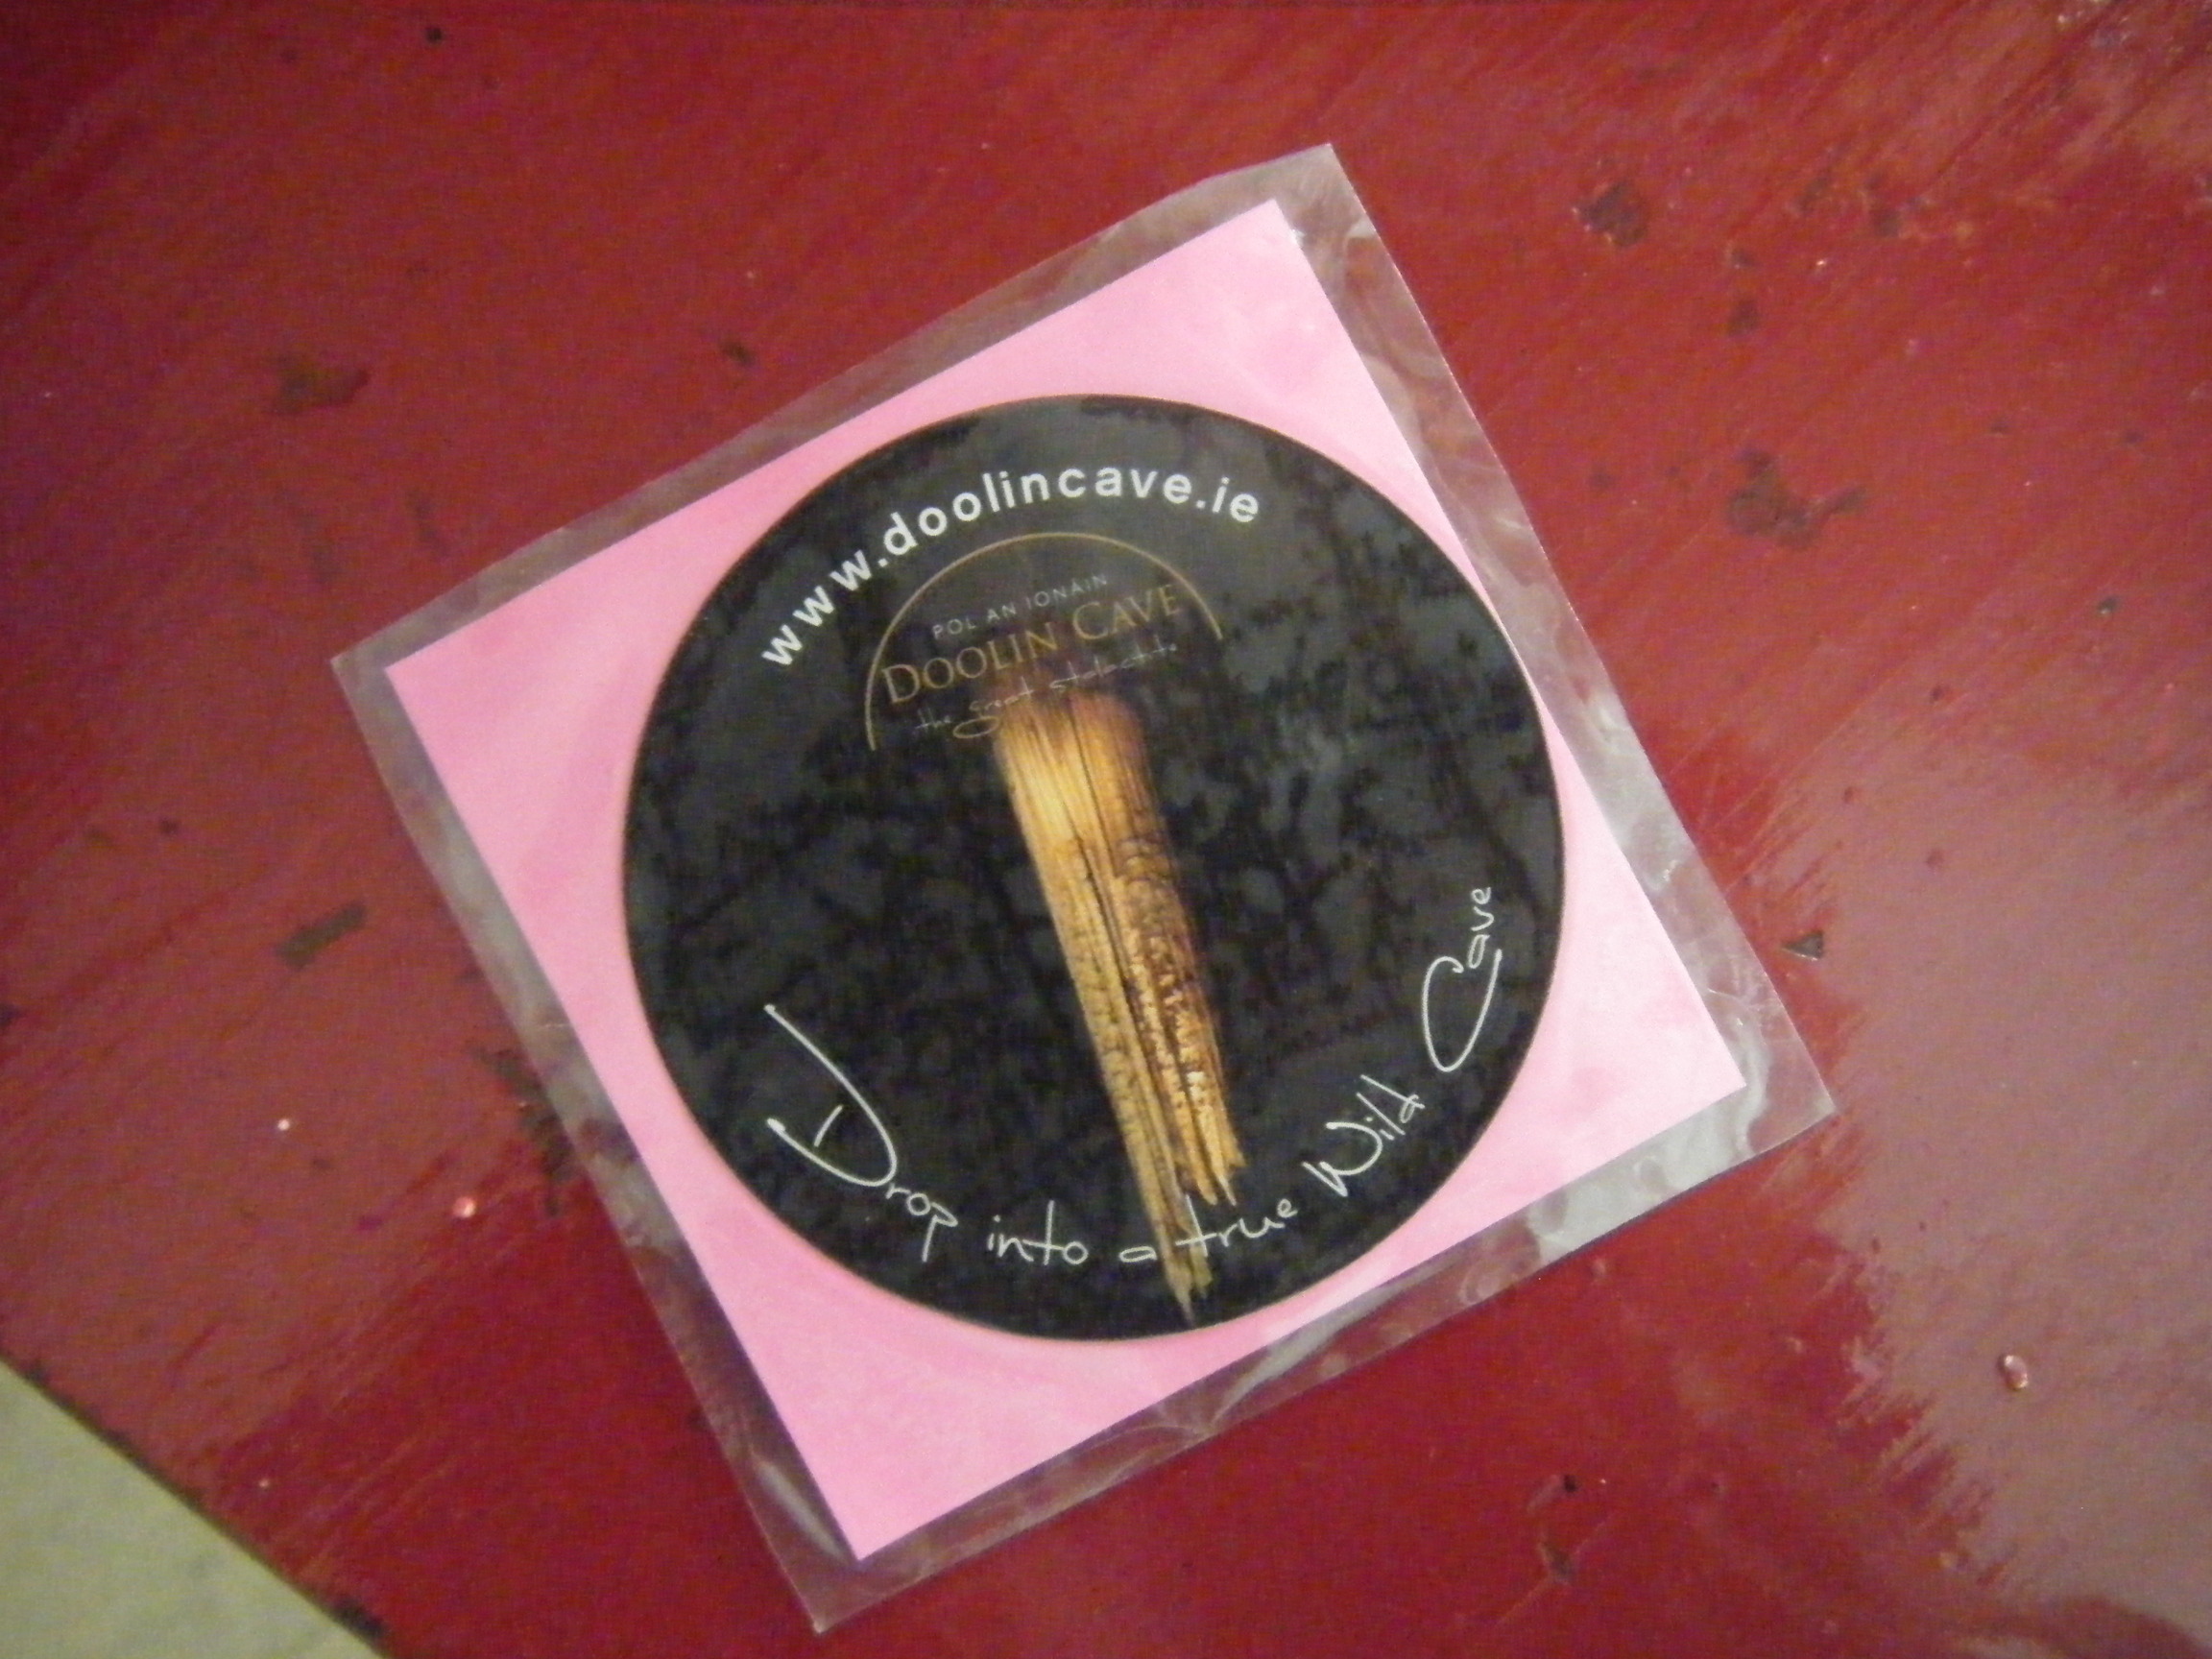 www.doolincave.ie
POL AN IONAIN
DOOLIN CAVE
the great stalactite
Drop into a true Wild Cave